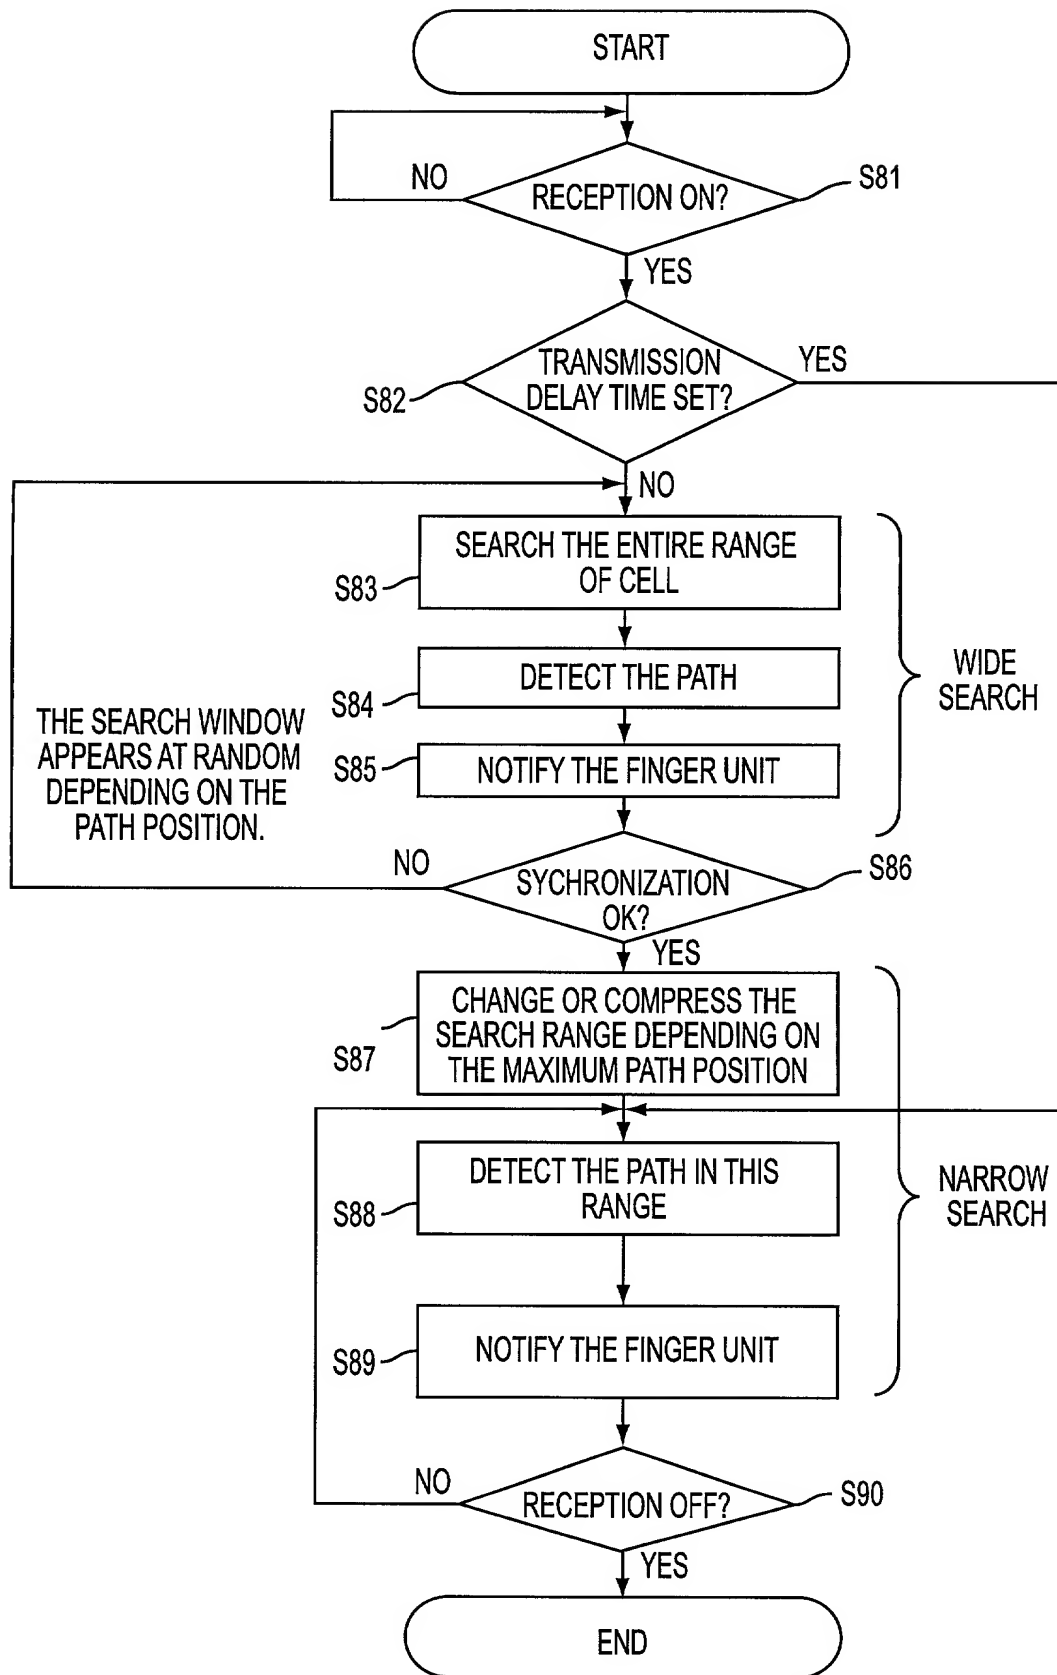 START
NO
RECEPTION ON?
S81
YES
TRANSMISSION
DELAY TIME SET?
YES
S82
NO
SEARCH THE ENTIRE RANGE
OF CELL
S83
DETECT THE PATH
S84
WIDE
SEARCH
THE SEARCH WINDOW
APPEARS AT RANDOM
DEPENDING ON THE
PATH POSITION.
S85
NOTIFY THE FINGER UNIT
NO
SYCHRONIZATION
OK?
S86
YES
CHANGE OR COMPRESS THE
SEARCH RANGE DEPENDING ON
THE MAXIMUM PATH POSITION
S87
DETECT THE PATH IN THIS
RANGE
S88
NARROW
SEARCH
NOTIFY THE FINGER UNIT
S89
NO
RECEPTION OFF?
S90
YES
END